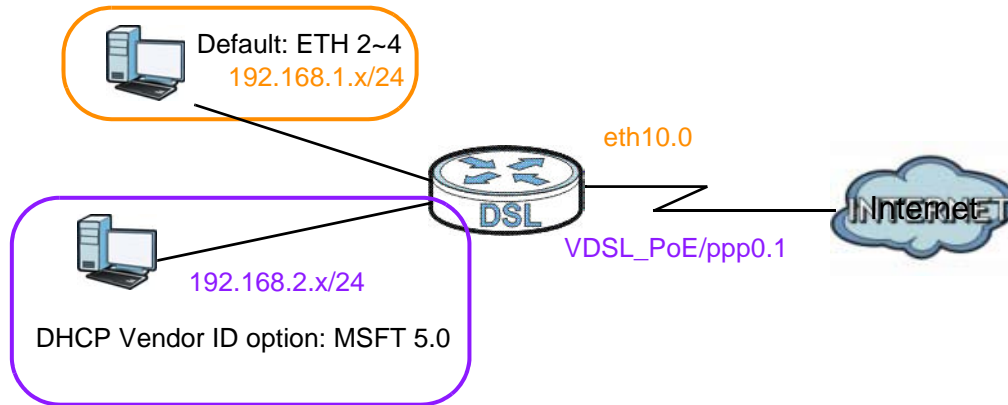 Default: ETH 2~4
192.168.1.x/24
eth10.0
DSL
INTERNET
Internet
VDSL_PoE/ppp0.1
192.168.2.x/24
DHCP Vendor ID option: MSFT 5.0